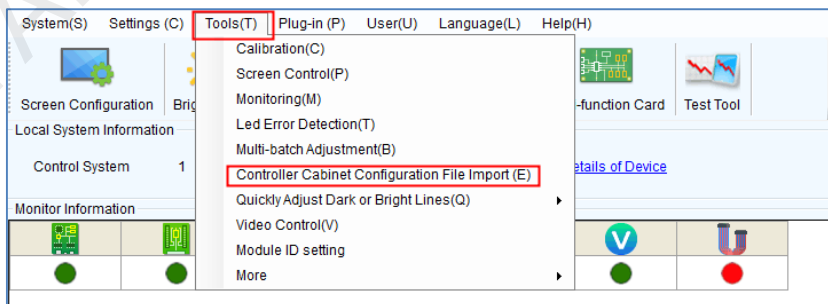 System(S) Settings (C) Tools(T) Plug-in (P) User(U) Language(L) Help(H)
Calibration(C)
Screen Control(P)
Monitoring(M)
Led Error Detection(T)
Multi-batch Adjustment(B)
Controller Cabinet Configuration File Import (E)
Quickly Adjust Dark or Bright Lines(Q)
Video Control(V)
Module ID setting
More
Screen Configuration Brig -function Card Test Tool
Local System Information
Control System 1 etails of Device
Monitor Information
V